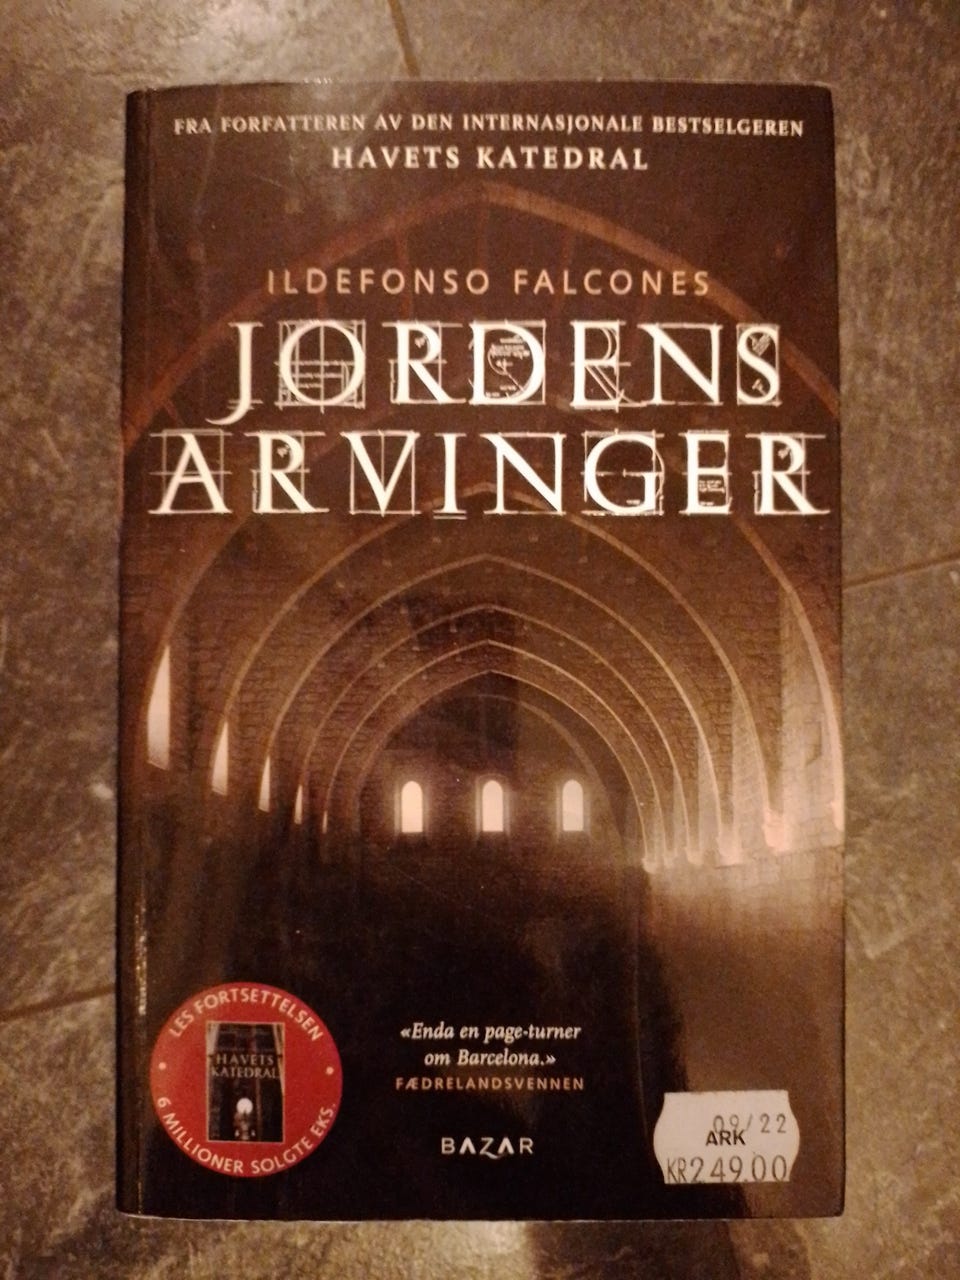 FRA FORFATTEREN AV DEN INTERNASJONALE BESTSELGEREN
HAVETS KATEDRAL
ILDEFONSO FALCONES
JORDENS
ARVINGER
LES FORTSETTELSEN
HAVETS
KATEDRAL
6 MILLIONER SOLGTE EKS.
«Enda en page-turner
om Barcelona.»
FÆDRELANDSVENNEN
BAZAR
09/22
ARK
KR249.00